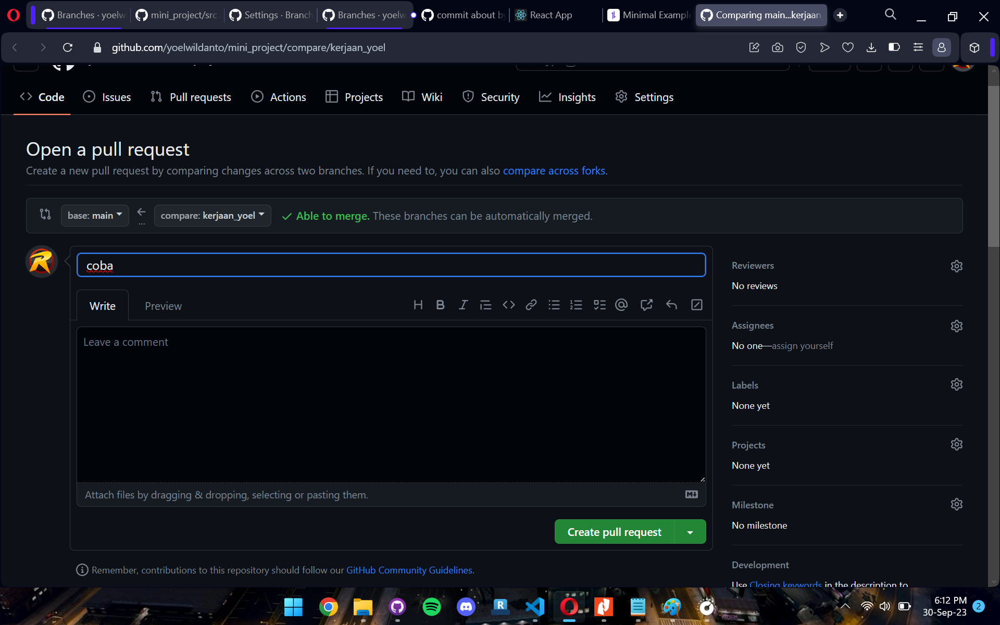 Branches · yoelwi
mini_project/src
Settings · Branch
Branches · yoelw
commit about by
React App
Minimal Example
Comparing main...kerjaan_
github.com/yoelwildanto/mini_project/compare/kerjaan_yoel
Code
Issues
Pull requests
Actions
Projects
Wiki
Security
Insights
Settings
Open a pull request
Create a new pull request by comparing changes across two branches. If you need to, you can also compare across forks.
base: main
...
compare: kerjaan_yoel
Able to merge. These branches can be automatically merged.
coba
Write
Preview
Leave a comment
Attach files by dragging & dropping, selecting or pasting them.
Create pull request
Remember, contributions to this repository should follow our GitHub Community Guidelines.
Reviewers
No reviews
Assignees
No one—assign yourself
Labels
None yet
Projects
None yet
Milestone
No milestone
Development
Use Closing keywords in the description to
6:12 PM
30-Sep-23
2